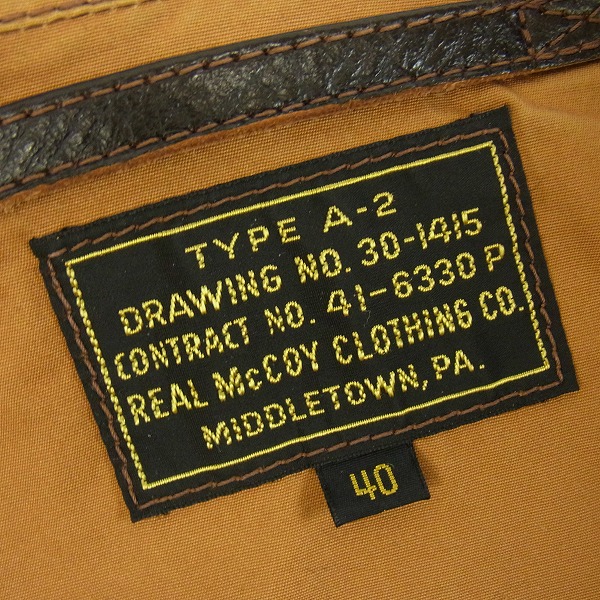 TYPE A-2
DRAWING NO. 30-1415
CONTRACT NO. 41-6330 P
REAL McCOY CLOTHING CO.
MIDDLETOWN, PA.
40